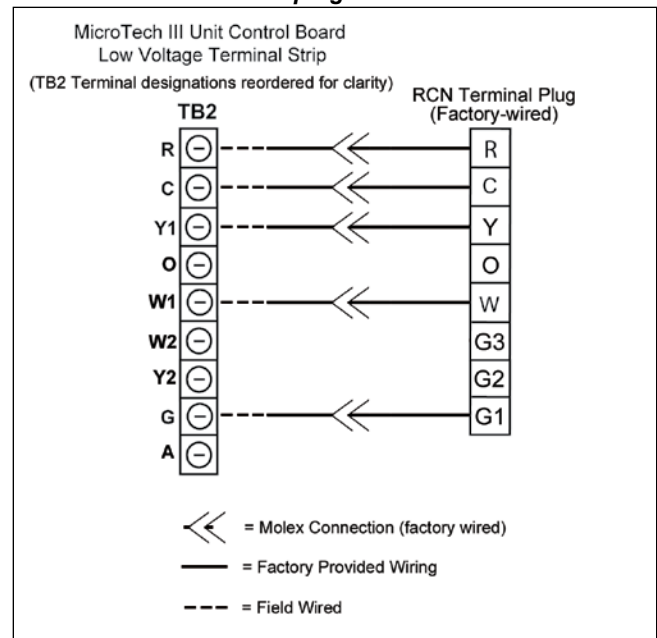 MicroTech III Unit Control Board
Low Voltage Terminal Strip
(TB2 Terminal designations reordered for clarity)
TB2
RCN Terminal Plug
(Factory-wired)
R
C
Y1
O
W1
W2
Y2
G
A
R
C
Y
O
W
G3
G2
G1
= Molex Connection (factory wired)
= Factory Provided Wiring
= Field Wired